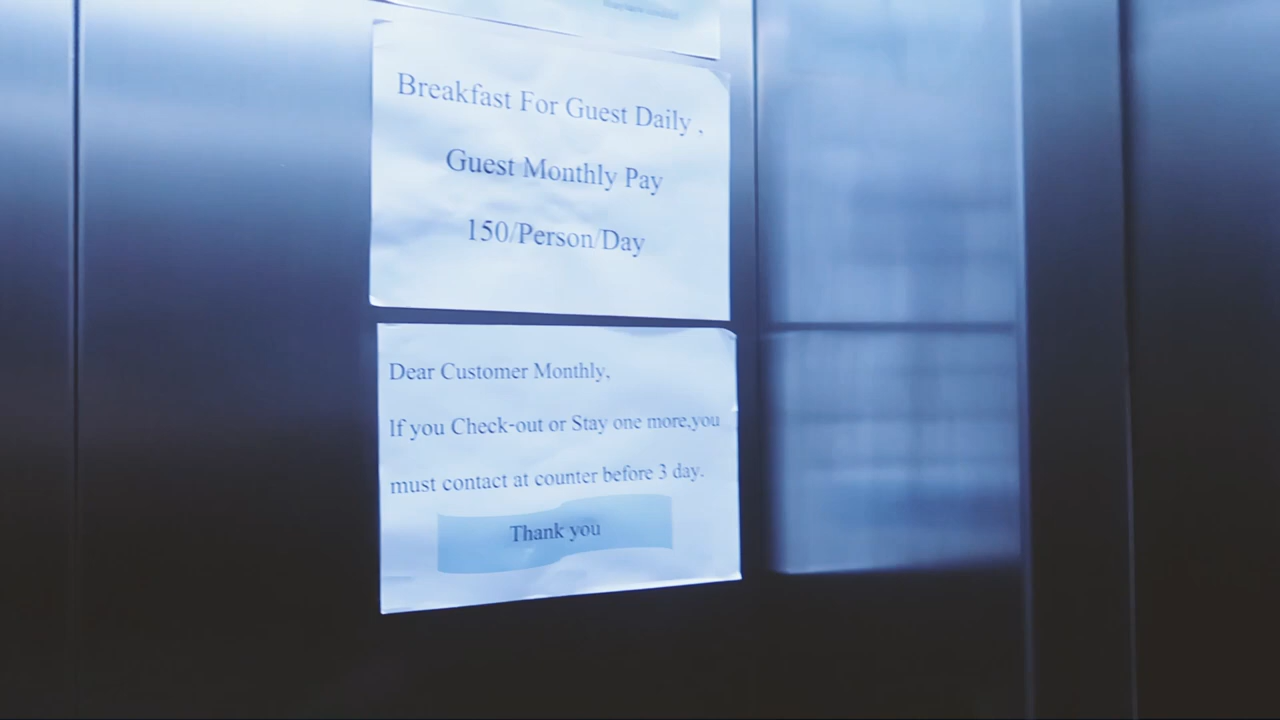 Breakfast For Guest Daily ,
Guest Monthly Pay
150/Person/Day
Dear Customer Monthly,
If you Check-out or Stay one more,you
must contact at counter before 3 day.
Thank you